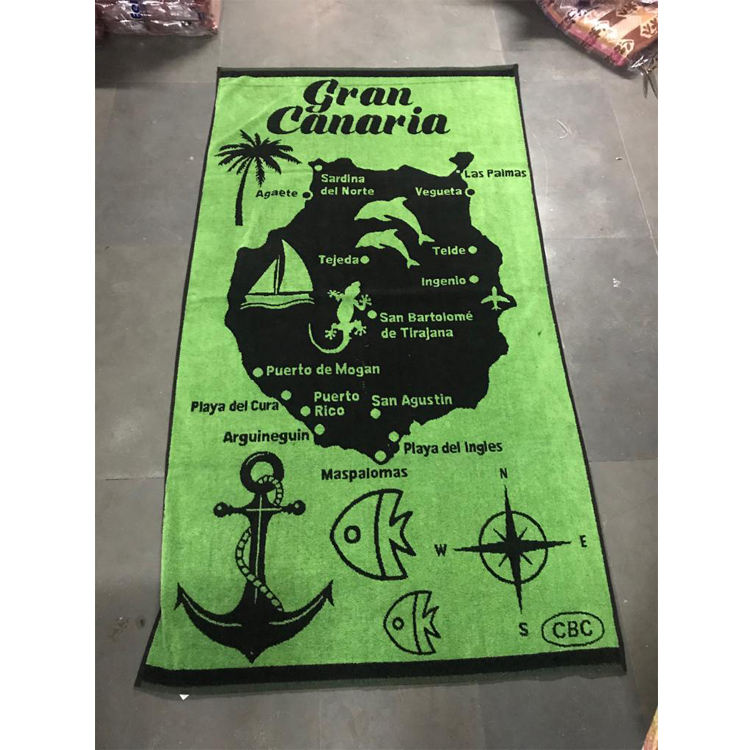 Gran
Canaria
Sardina
del Norte
Agaete
Las Palmas
Vegueta
Telde
Tejeda
Ingenio
San Bartolomé
de Tirajana
Puerto de Mogan
Playa del Cura
Puerto
Rico
San Agustin
Arguineguin
Playa del Ingles
Maspalomas
N
W
E
S
CBC